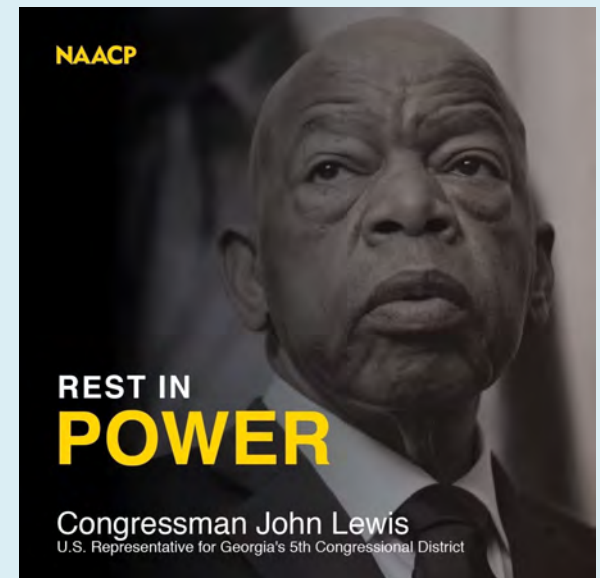 NAACP
REST IN
POWER
Congressman John Lewis
U.S. Representative for Georgia's 5th Congressional District